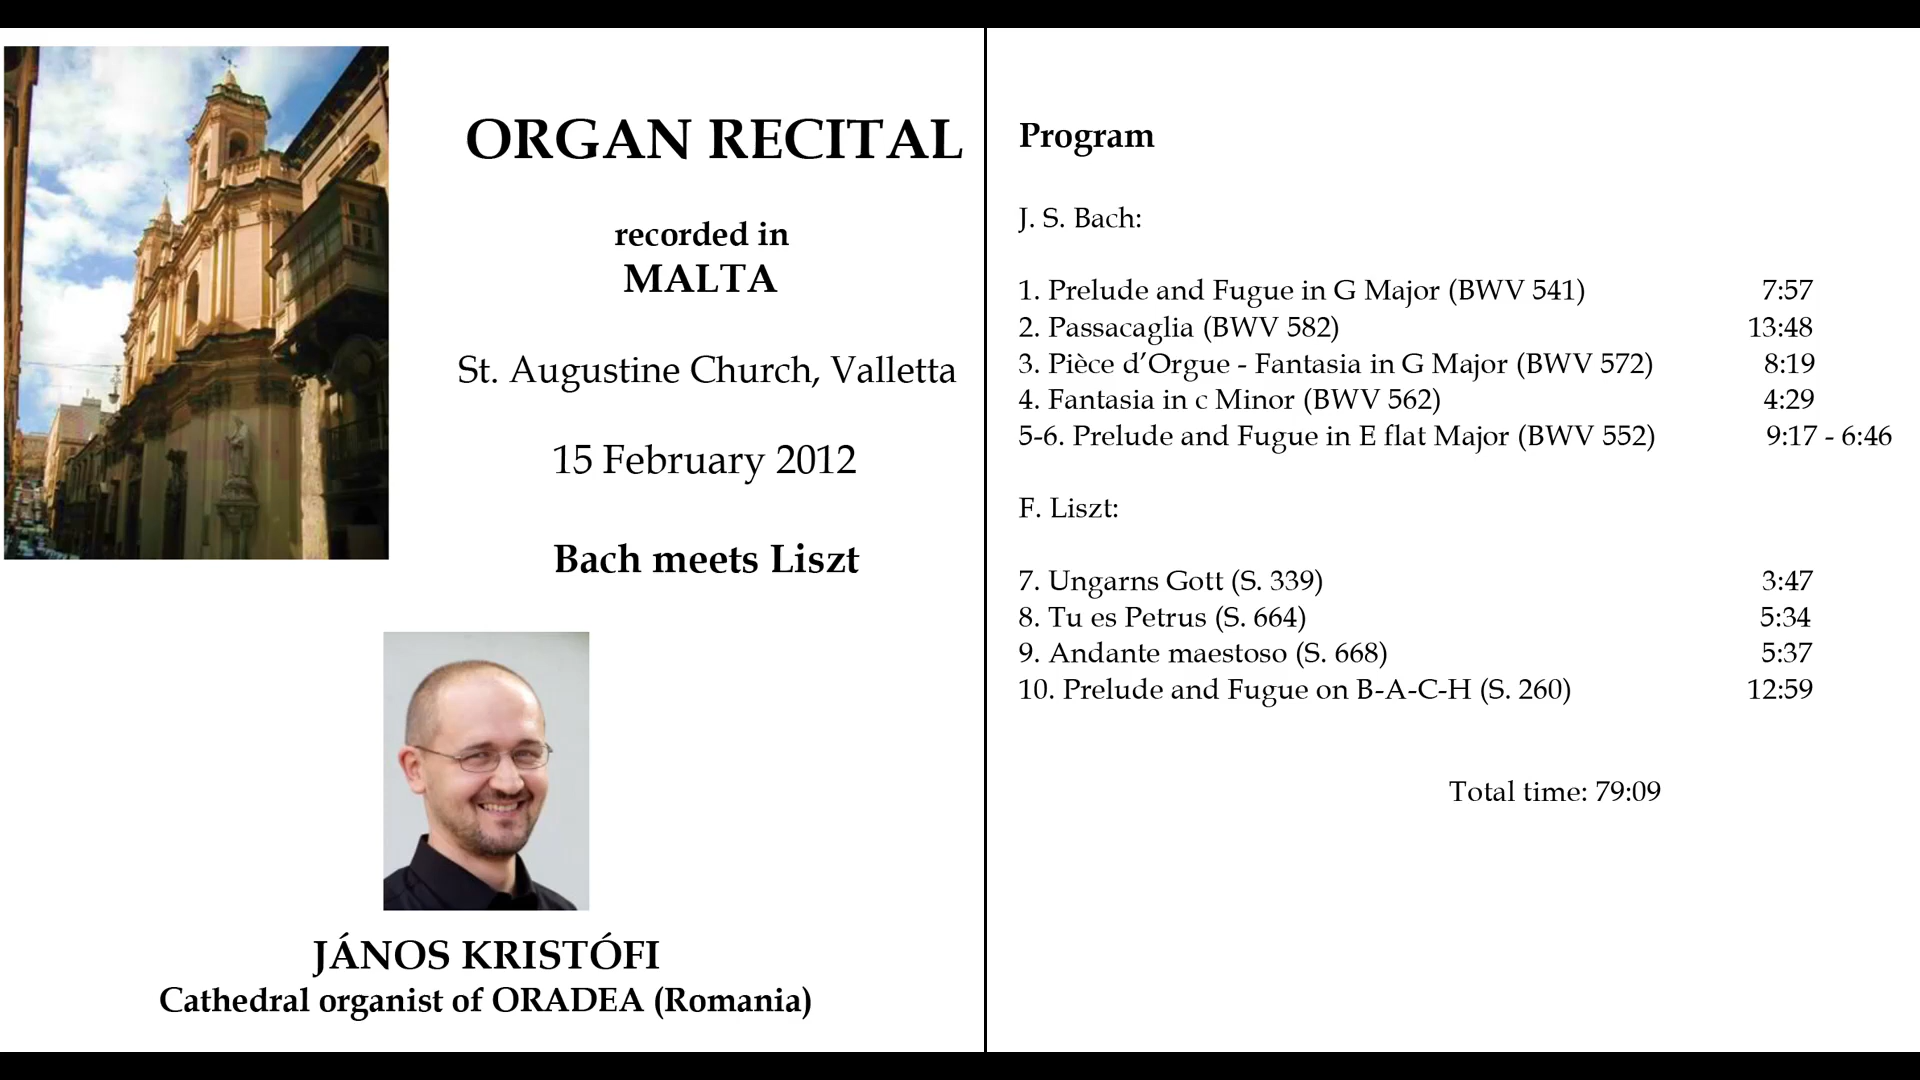 ORGAN RECITAL
recorded in
MALTA
St. Augustine Church, Valletta
15 February 2012
Bach meets Liszt
JÁNOS KRISTÓFI
Cathedral organist of ORADEA (Romania)
Program
J. S. Bach:
1. Prelude and Fugue in G Major (BWV 541) 7:57
2. Passacaglia (BWV 582) 13:48
3. Pièce d’Orgue - Fantasia in G Major (BWV 572) 8:19
4. Fantasia in c Minor (BWV 562) 4:29
5-6. Prelude and Fugue in E flat Major (BWV 552) 9:17 - 6:46
F. Liszt:
7. Ungarns Gott (S. 339) 3:47
8. Tu es Petrus (S. 664) 5:34
9. Andante maestoso (S. 668) 5:37
10. Prelude and Fugue on B-A-C-H (S. 260) 12:59
Total time: 79:09